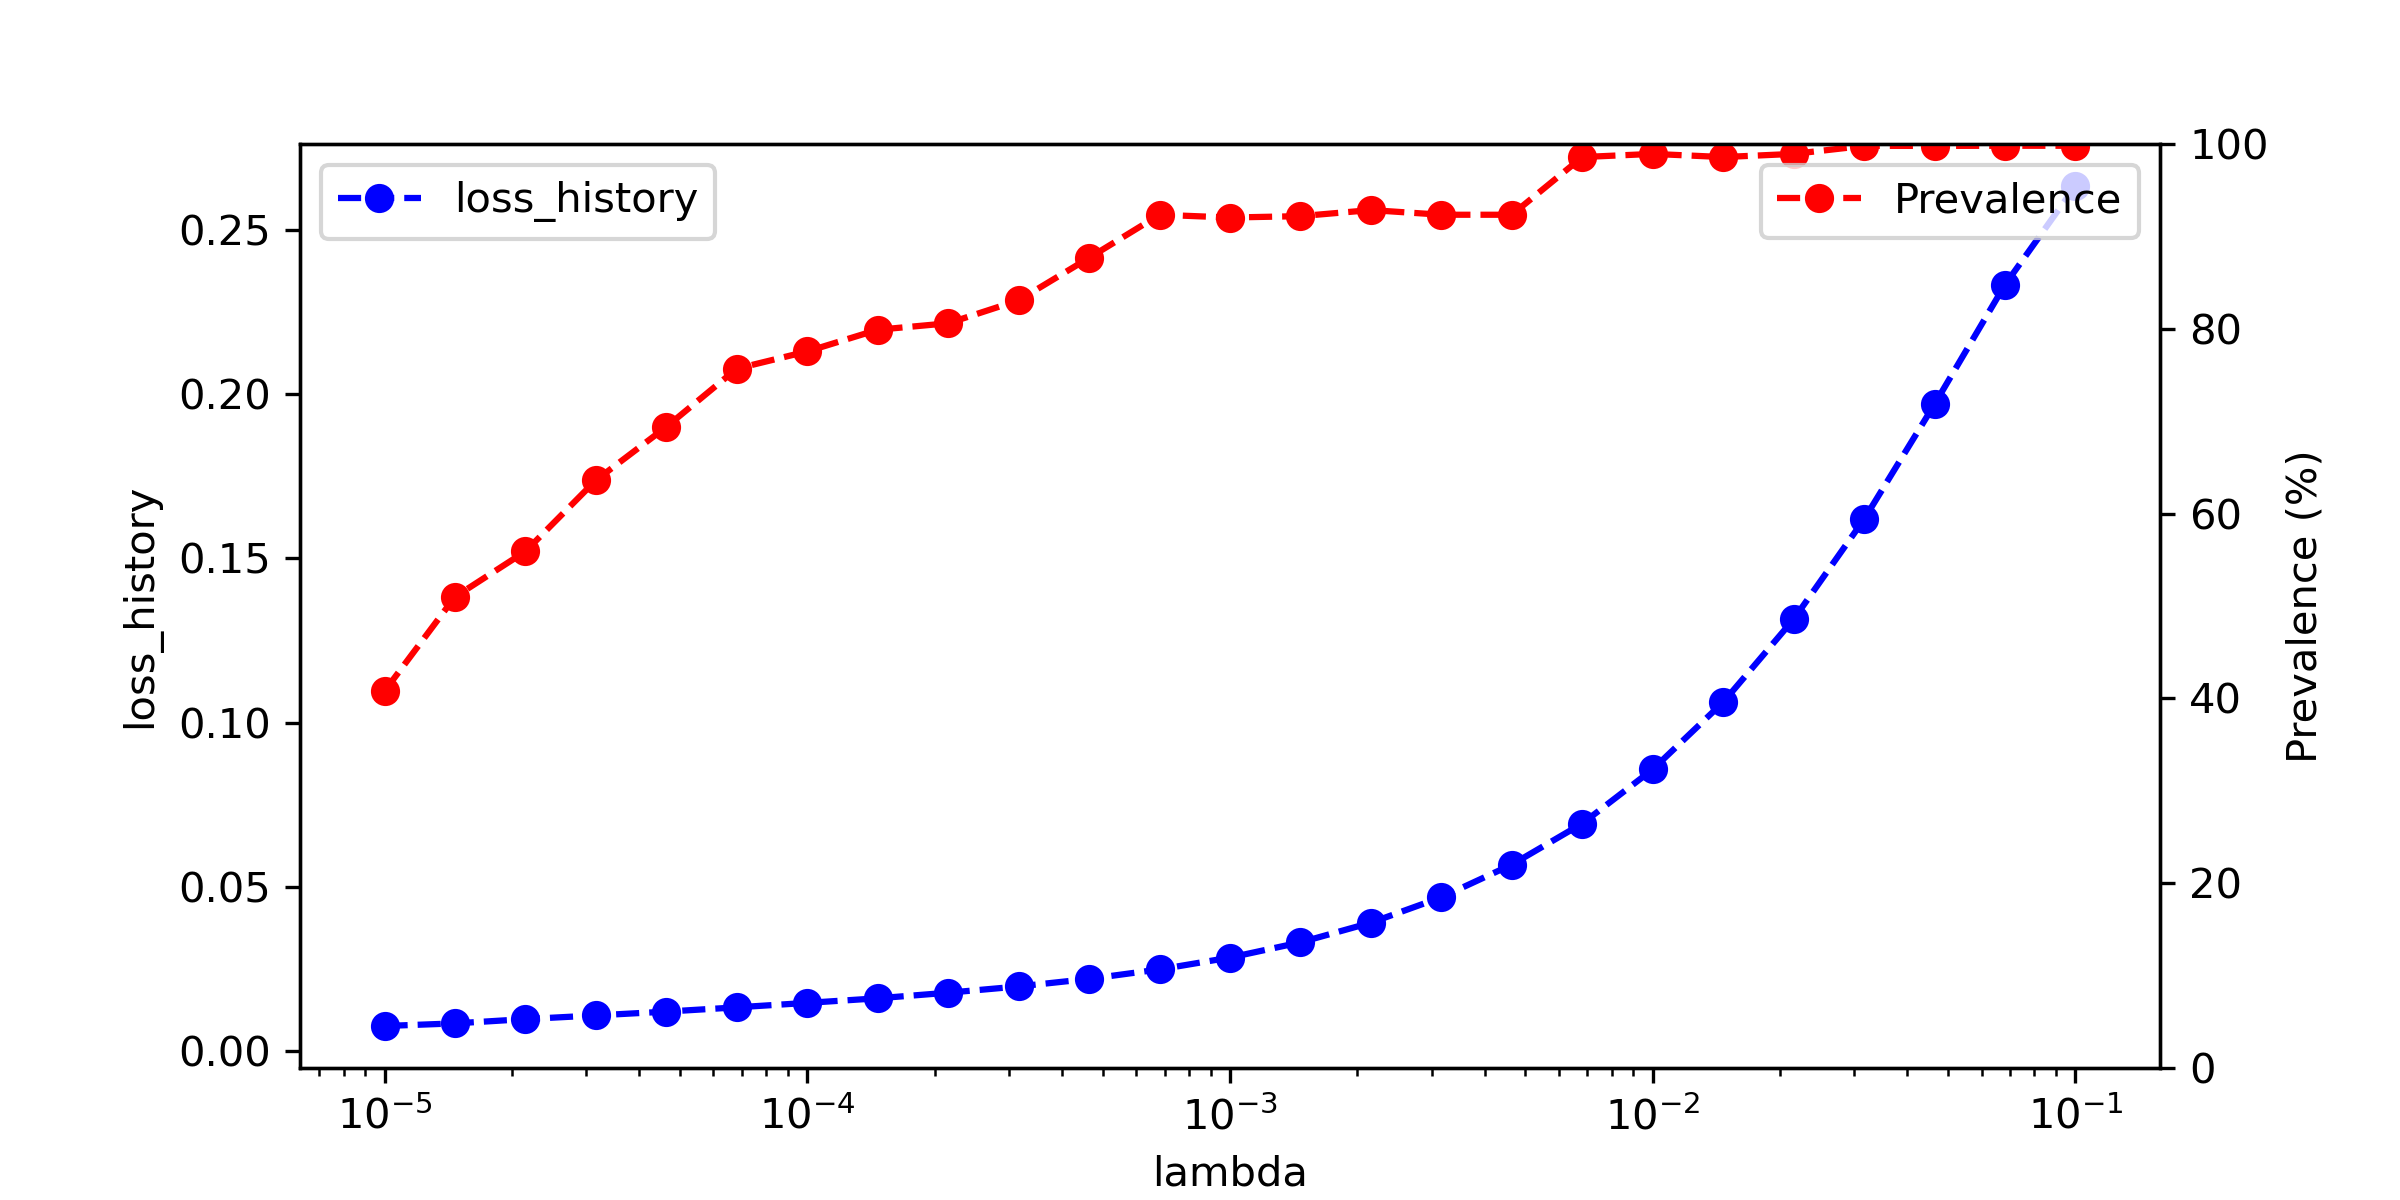 loss_history
Prevalence
0.25
0.20
0.15
0.10
0.05
0.00
loss_history
100
80
60
40
20
0
Prevalence (%)
10⁻⁵ 10⁻⁴ 10⁻³ 10⁻² 10⁻¹
lambda